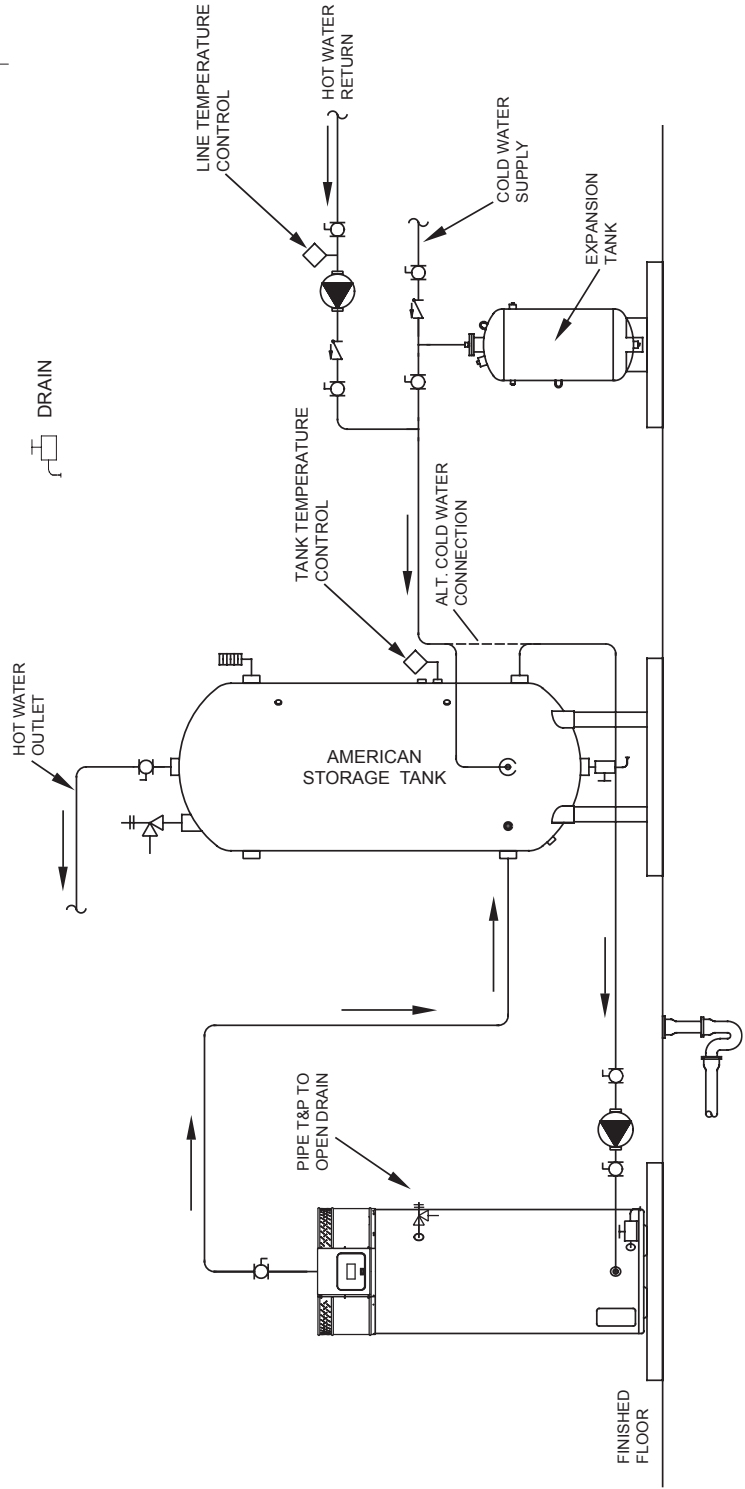 DRAIN
HOT WATER
OUTLET
TANK TEMPERATURE
CONTROL
LINE TEMPERATURE
CONTROL
HOT WATER
RETURN
PIPE T&P TO
OPEN DRAIN
AMERICAN
STORAGE TANK
ALT. COLD WATER
CONNECTION
COLD WATER
SUPPLY
EXPANSION
TANK
FINISHED
FLOOR